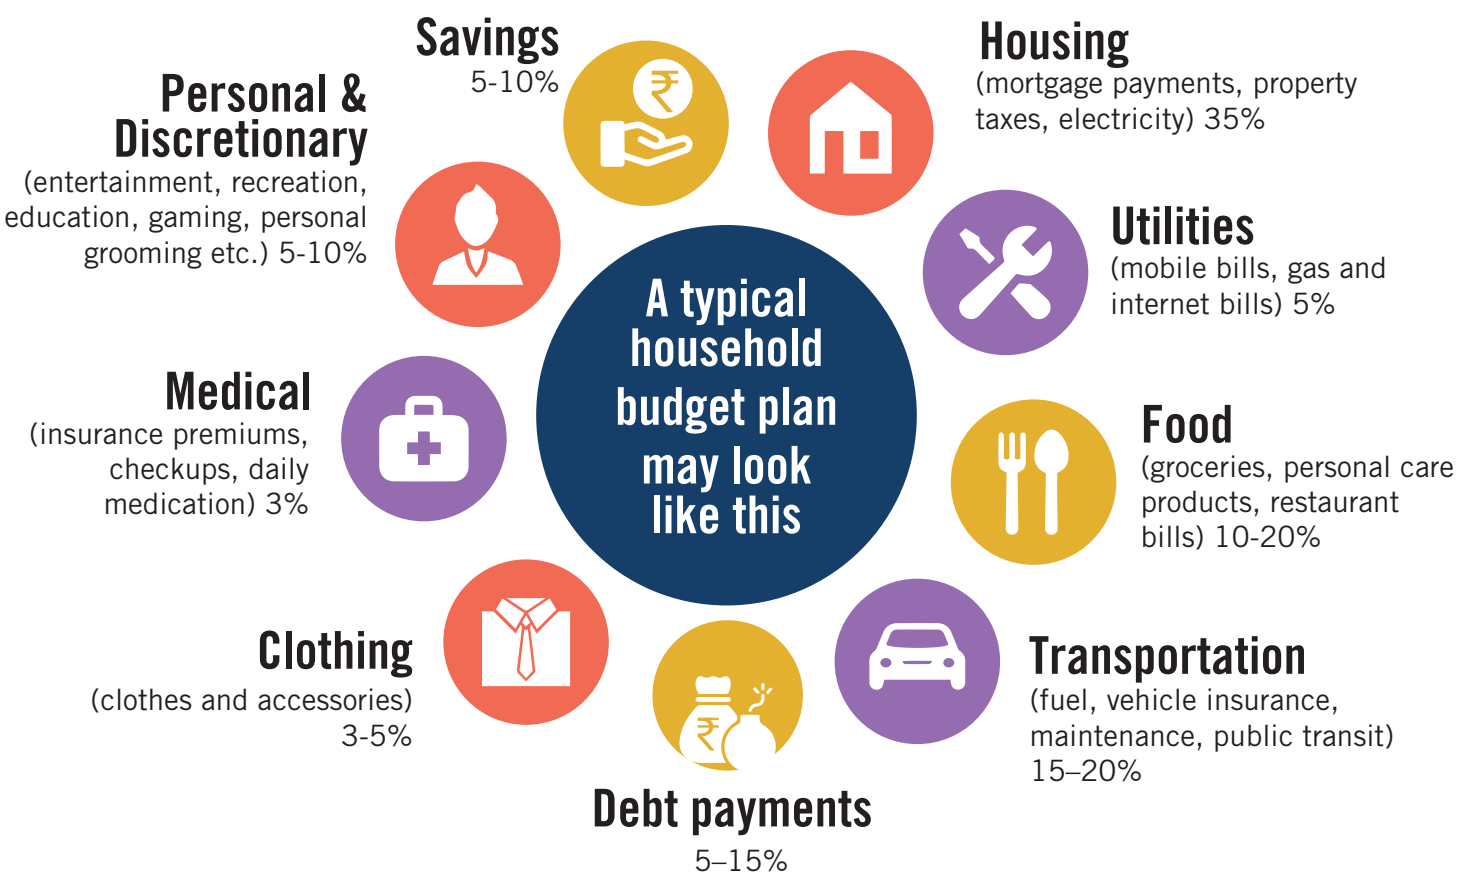 A typical
household
budget plan
may look
like this
Savings
5-10%
Housing
(mortgage payments, property
taxes, electricity) 35%
Utilities
(mobile bills, gas and
internet bills) 5%
Food
(groceries, personal care
products, restaurant
bills) 10-20%
Transportation
(fuel, vehicle insurance,
maintenance, public transit)
15–20%
Debt payments
5–15%
Clothing
(clothes and accessories)
3-5%
Medical
(insurance premiums,
checkups, daily
medication) 3%
Personal &
Discretionary
(entertainment, recreation,
education, gaming, personal
grooming etc.) 5-10%
₹
₹